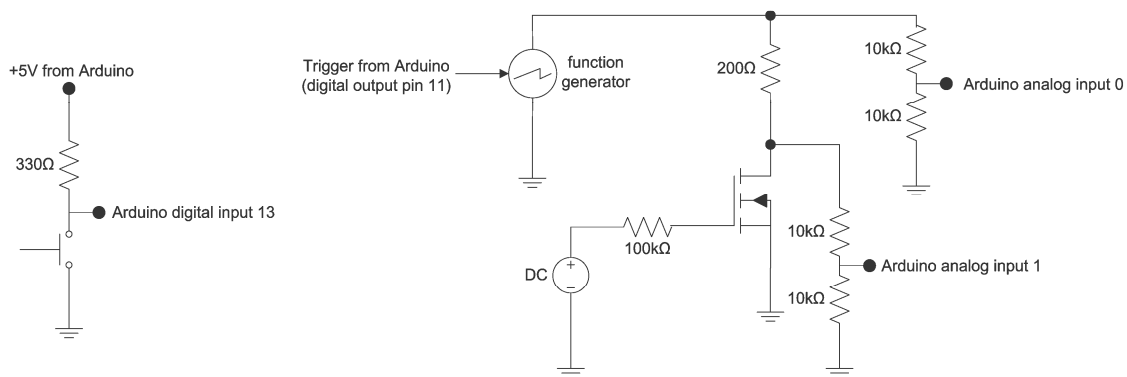 +5V from Arduino
330Ω
Arduino digital input 13
Trigger from Arduino
(digital output pin 11)
function
generator
200Ω
10kΩ
Arduino analog input 0
10kΩ
100kΩ
DC
+
−
10kΩ
Arduino analog input 1
10kΩ